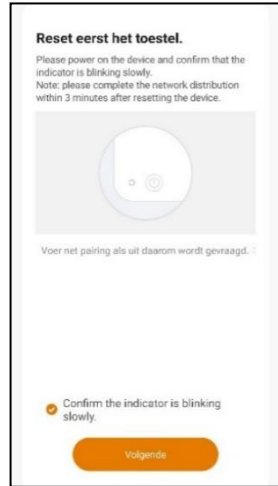 Reset eerst het toestel.
Please power on the device and confirm that the
indicator is blinking slowly.
Note: please complete the network distribution
within 3 minutes after resetting the device.
Voer net pairing als uit daarom wordt gevraagd.
Confirm the indicator is blinking
slowly.
Volgende